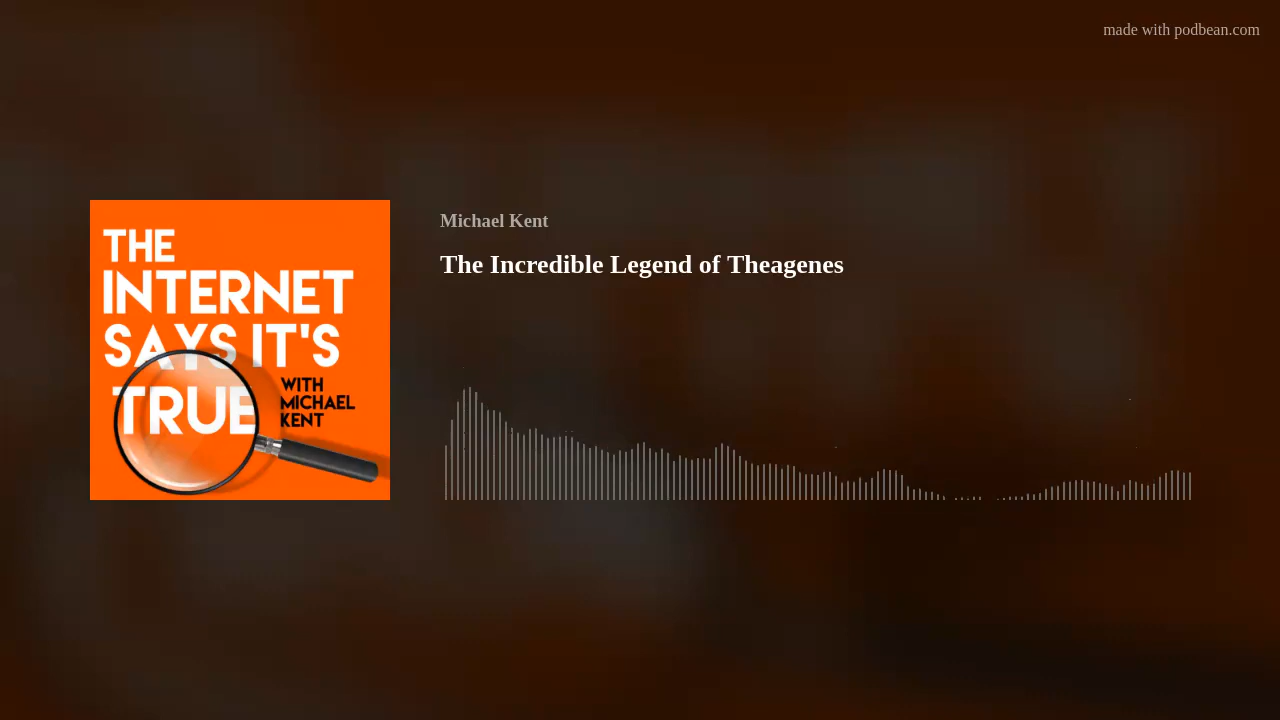 made with podbean.com
THE
INTERNET
SAYS IT'S
TRUE
WITH
MICHAEL
KENT
Michael Kent
The Incredible Legend of Theagenes